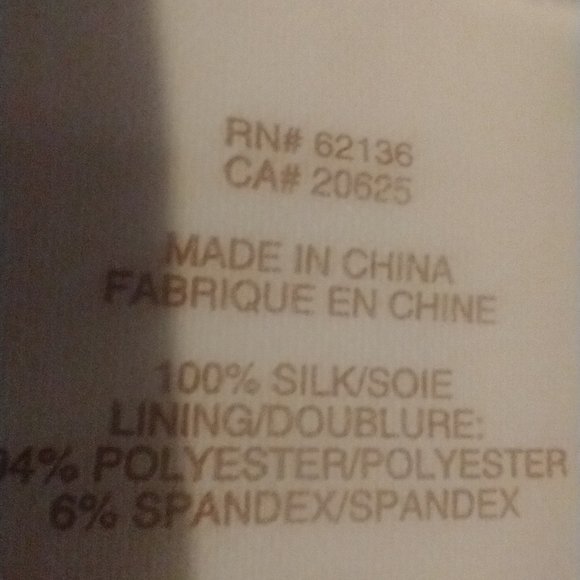 RN# 62136
CA# 20625
MADE IN CHINA
FABRIQUE EN CHINE
100% SILK/SOIE
LINING/DOUBLURE:
94% POLYESTER/POLYESTER
6% SPANDEX/SPANDEX